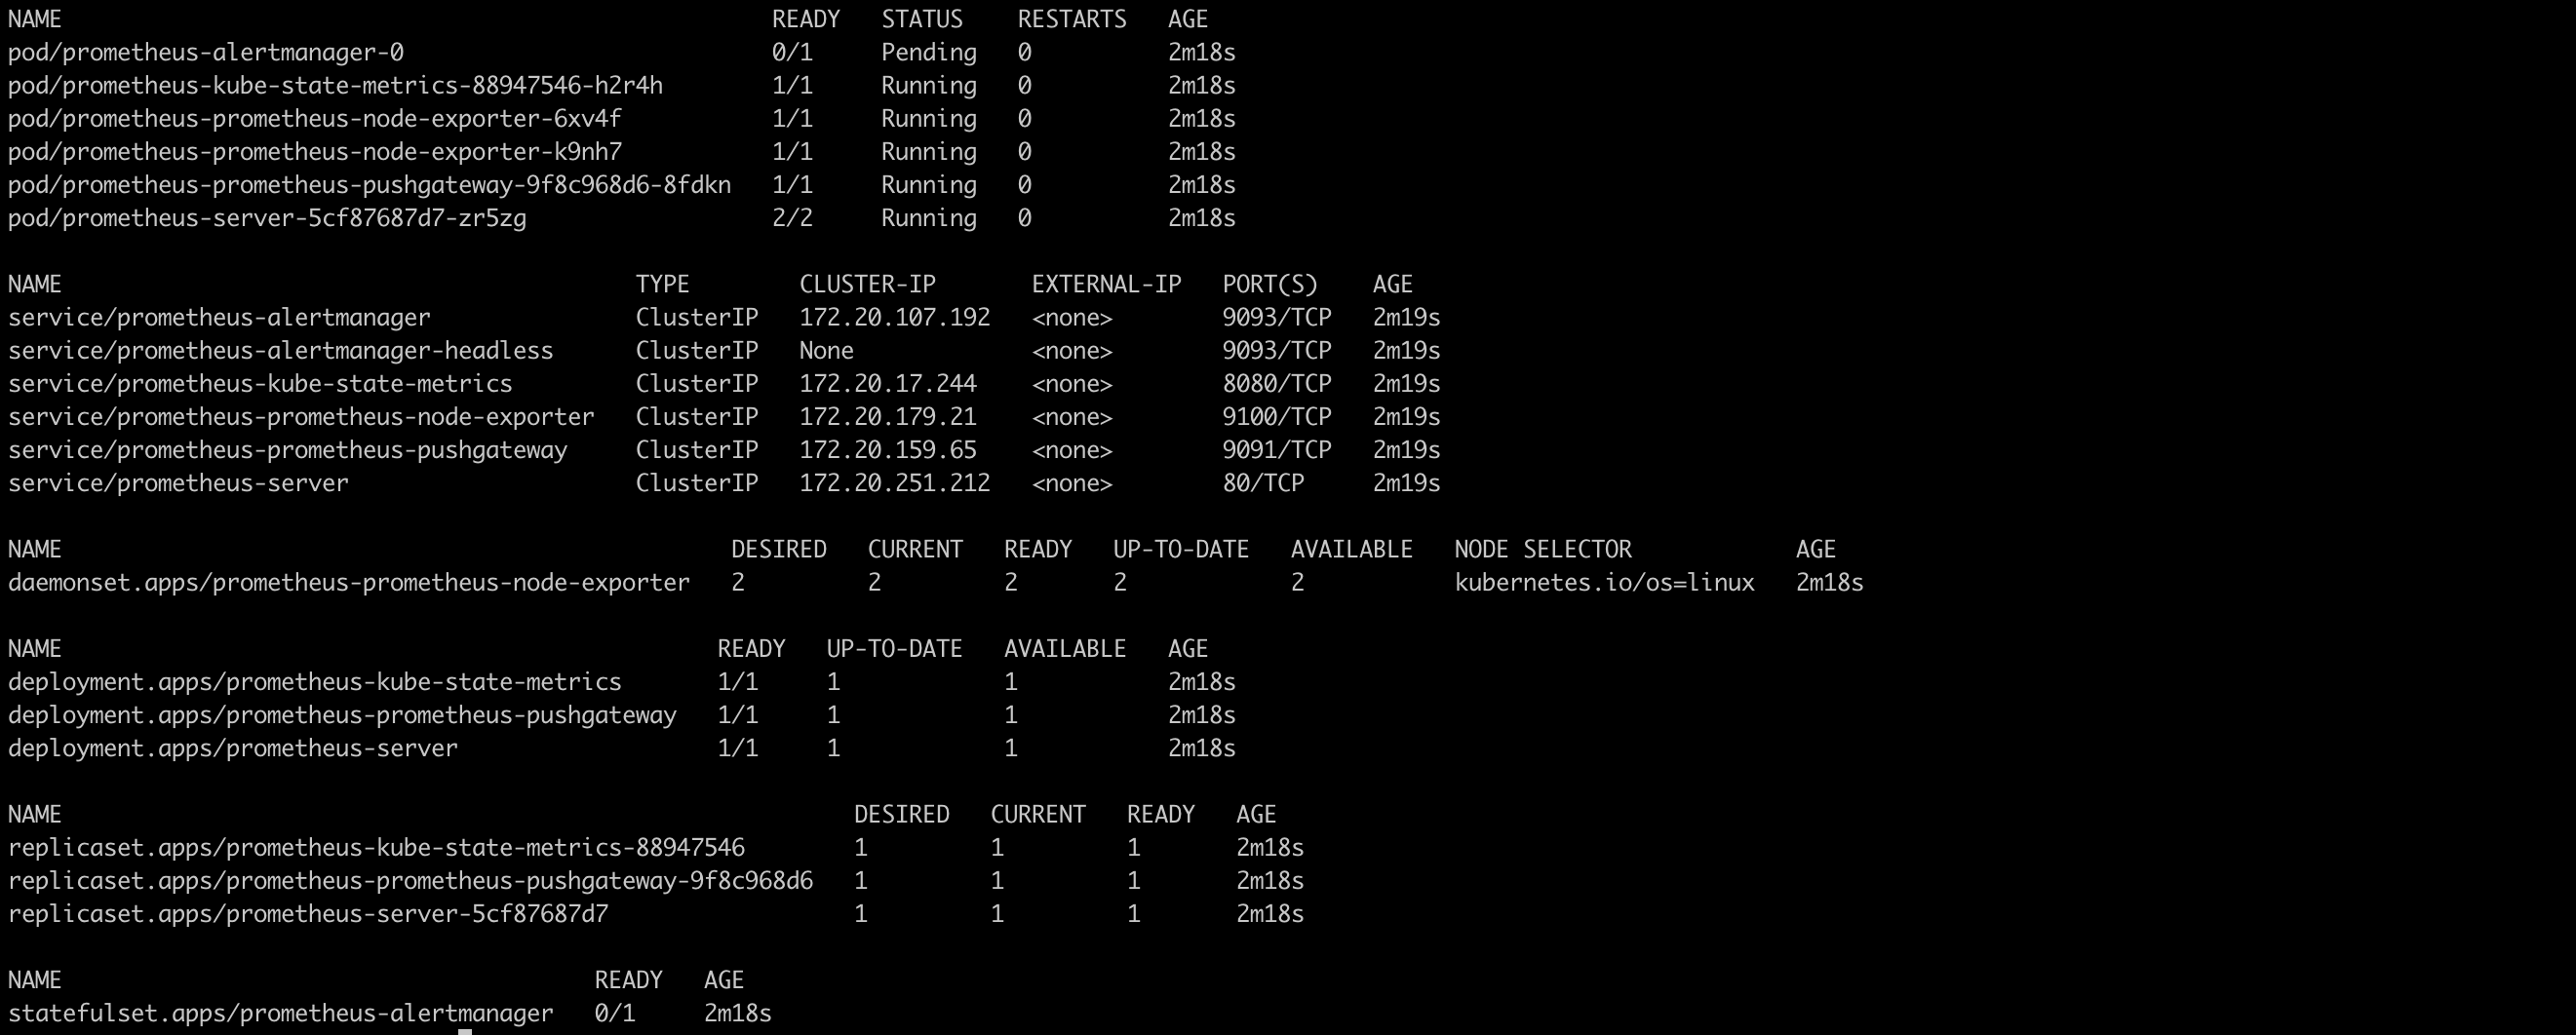 NAME READY STATUS RESTARTS AGE
pod/prometheus-alertmanager-0 0/1 Pending 0 2m18s
pod/prometheus-kube-state-metrics-88947546-h2r4h 1/1 Running 0 2m18s
pod/prometheus-prometheus-node-exporter-6xv4f 1/1 Running 0 2m18s
pod/prometheus-prometheus-node-exporter-k9nh7 1/1 Running 0 2m18s
pod/prometheus-prometheus-pushgateway-9f8c968d6-8fdkn 1/1 Running 0 2m18s
pod/prometheus-server-5cf87687d7-zr5zg 2/2 Running 0 2m18s
NAME TYPE CLUSTER-IP EXTERNAL-IP PORT(S) AGE
service/prometheus-alertmanager ClusterIP 172.20.107.192 <none> 9093/TCP 2m19s
service/prometheus-alertmanager-headless ClusterIP None <none> 9093/TCP 2m19s
service/prometheus-kube-state-metrics ClusterIP 172.20.17.244 <none> 8080/TCP 2m19s
service/prometheus-prometheus-node-exporter ClusterIP 172.20.179.21 <none> 9100/TCP 2m19s
service/prometheus-prometheus-pushgateway ClusterIP 172.20.159.65 <none> 9091/TCP 2m19s
service/prometheus-server ClusterIP 172.20.251.212 <none> 80/TCP 2m19s
NAME DESIRED CURRENT READY UP-TO-DATE AVAILABLE NODE SELECTOR AGE
daemonset.apps/prometheus-prometheus-node-exporter 2 2 2 2 2 kubernetes.io/os=linux 2m18s
NAME READY UP-TO-DATE AVAILABLE AGE
deployment.apps/prometheus-kube-state-metrics 1/1 1 1 2m18s
deployment.apps/prometheus-prometheus-pushgateway 1/1 1 1 2m18s
deployment.apps/prometheus-server 1/1 1 1 2m18s
NAME DESIRED CURRENT READY AGE
replicaset.apps/prometheus-kube-state-metrics-88947546 1 1 1 2m18s
replicaset.apps/prometheus-prometheus-pushgateway-9f8c968d6 1 1 1 2m18s
replicaset.apps/prometheus-server-5cf87687d7 1 1 1 2m18s
NAME READY AGE
statefulset.apps/prometheus-alertmanager 0/1 2m18s